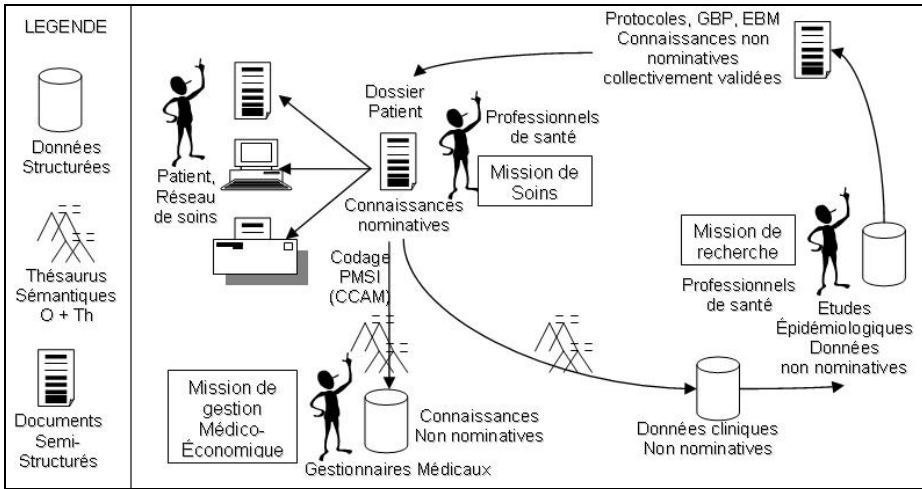 LEGENDE
Données
Structurées
Thésaurus
Sémantiques
O + Th
Documents
Semi-
Structurés
Patient,
Réseau
de soins
Dossier
Patient
Connaissances
nominatives
Professionnels
de santé
Mission de
Soins
Protocoles, GBP, EBM
Connaissances non
nominatives
collectivement validées
Codage
PMSI
(CCAM)
Mission de
gestion
Médico-
Économique
Connaissances
Non nominatives
Gestionnaires Médicaux
Données cliniques
Non nominatives
Mission de
recherche
Professionnels
de santé
Etudes
Épidémiologiques
Données
non nominatives